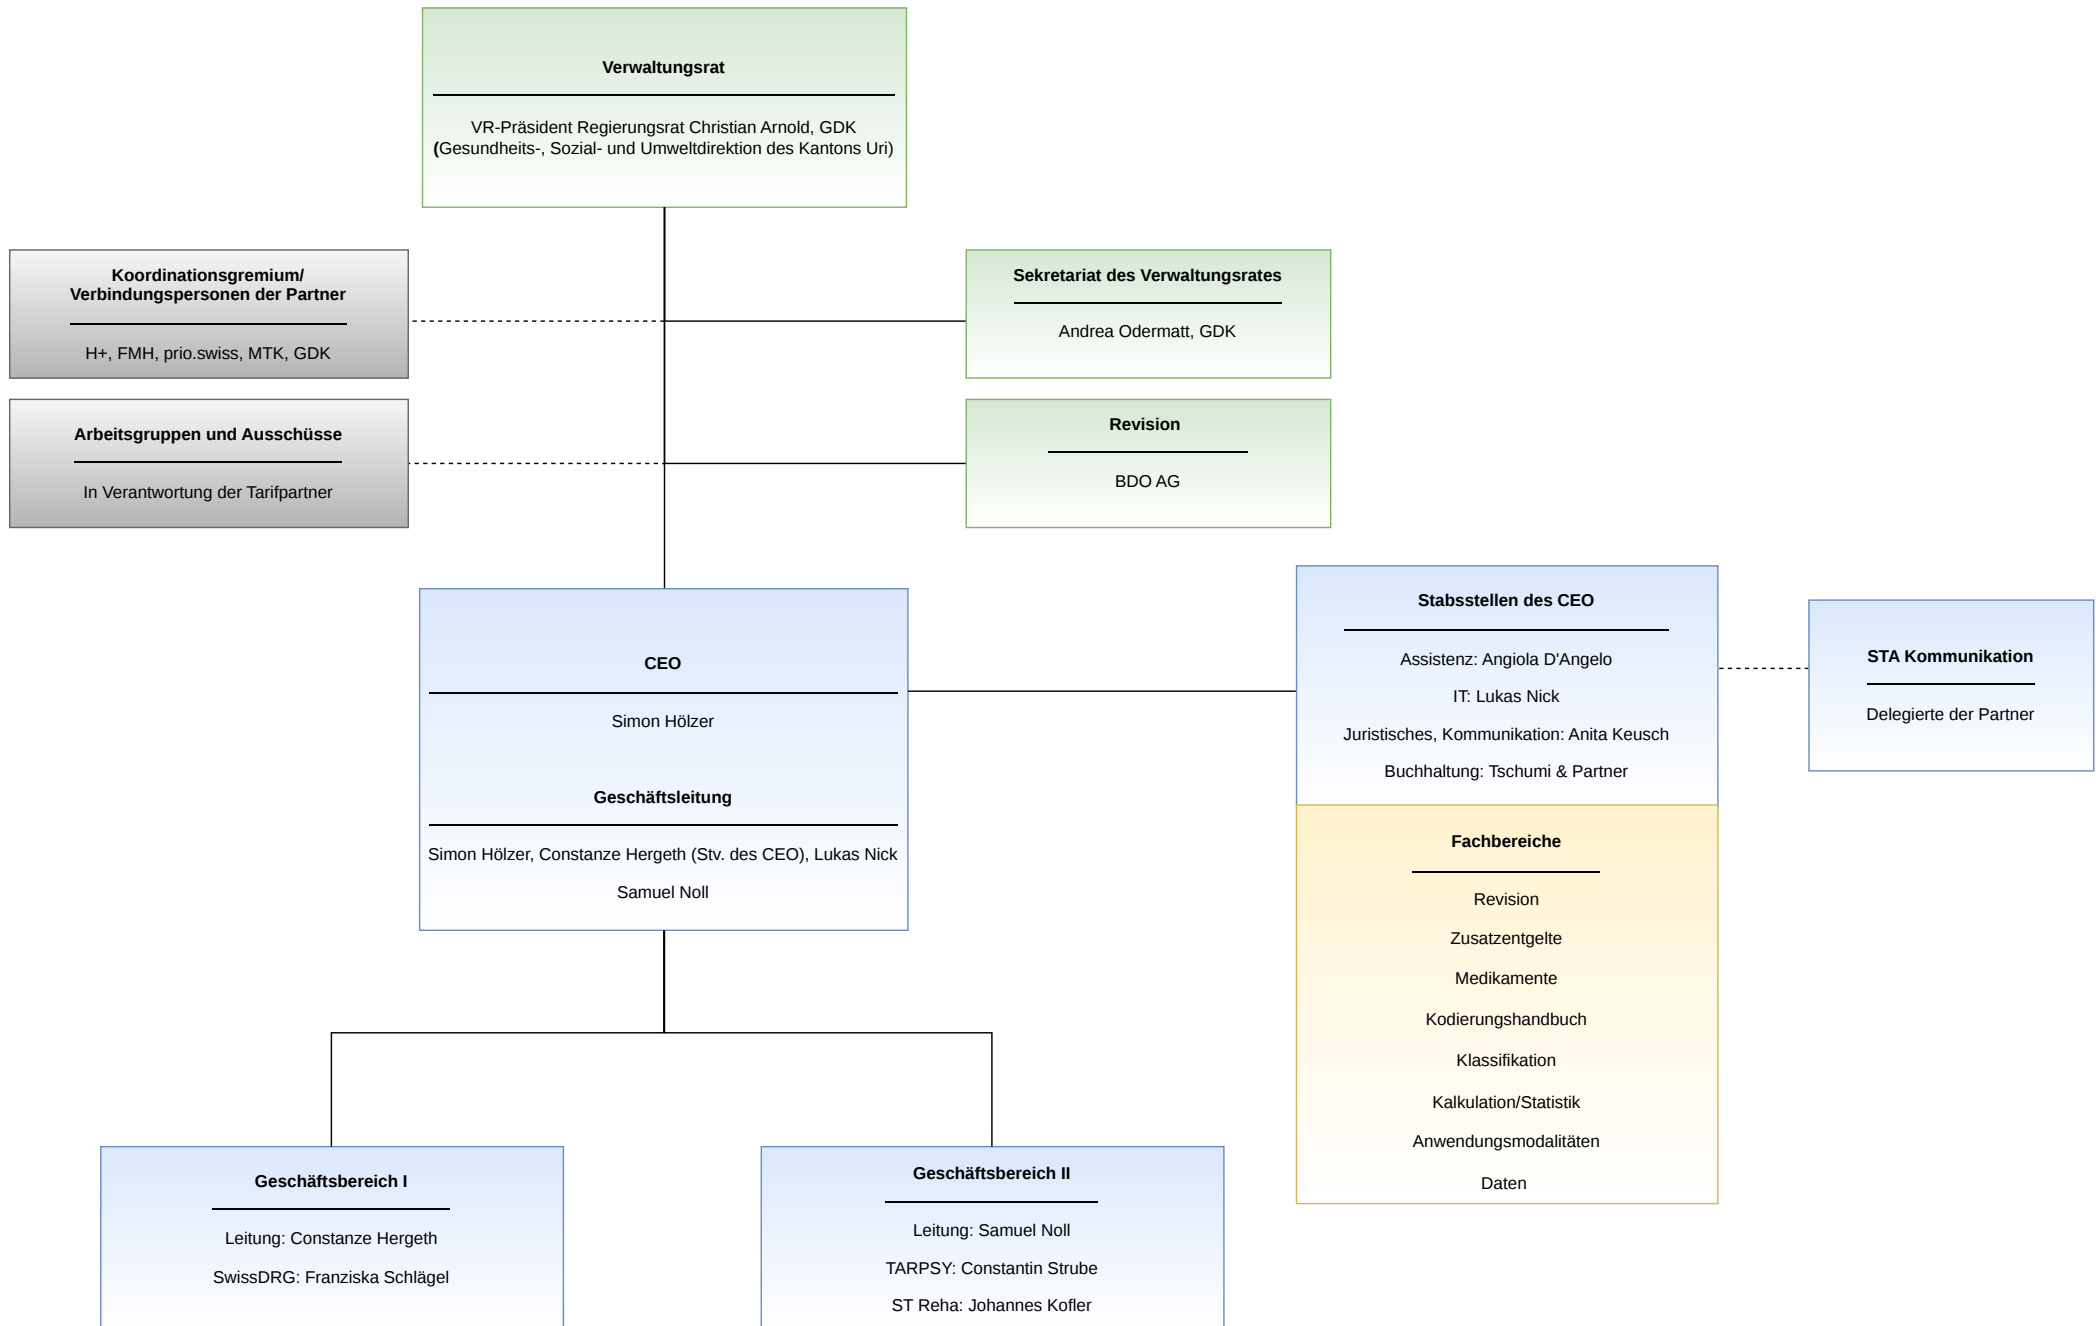 Verwaltungsrat
VR-Präsident Regierungsrat Christian Arnold, GDK
(Gesundheits-, Sozial- und Umweltdirektion des Kantons Uri)
Koordinationsgremium/
Verbindungspersonen der Partner
H+, FMH, prio.swiss, MTK, GDK
Sekretariat des Verwaltungsrates
Andrea Odermatt, GDK
Arbeitsgruppen und Ausschüsse
In Verantwortung der Tarifpartner
Revision
BDO AG
CEO
Simon Hölzer
Geschäftsleitung
Simon Hölzer, Constanze Hergeth (Stv. des CEO), Lukas Nick
Samuel Noll
Stabsstellen des CEO
Assistenz: Angiola D'Angelo
IT: Lukas Nick
Juristisches, Kommunikation: Anita Keusch
Buchhaltung: Tschumi & Partner
STA Kommunikation
Delegierte der Partner
Fachbereiche
Revision
Zusatzentgelte
Medikamente
Kodierungshandbuch
Klassifikation
Kalkulation/Statistik
Anwendungsmodalitäten
Daten
Geschäftsbereich I
Leitung: Constanze Hergeth
SwissDRG: Franziska Schlägel
Geschäftsbereich II
Leitung: Samuel Noll
TARPSY: Constantin Strube
ST Reha: Johannes Kofler